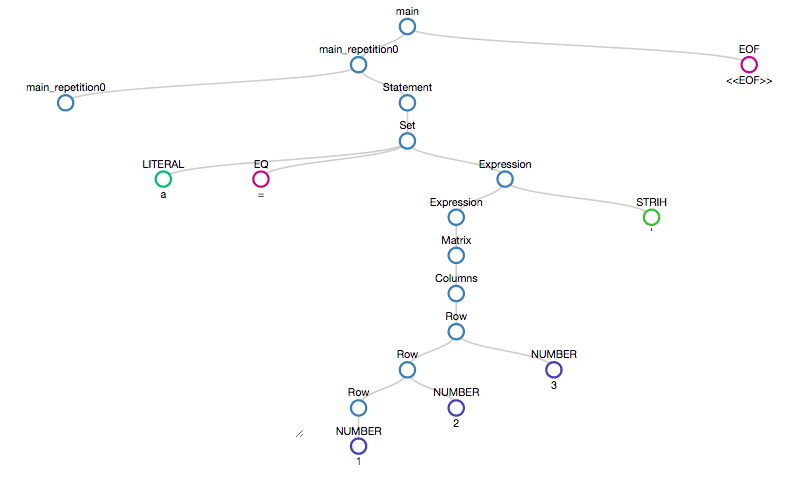 main
main_repetition0
EOF
<<EOF>>
main_repetition0
Statement
Set
LITERAL
a
EQ
=
Expression
Expression
STRIH
'
Matrix
Columns
Row
Row
NUMBER
3
Row
NUMBER
2
NUMBER
1